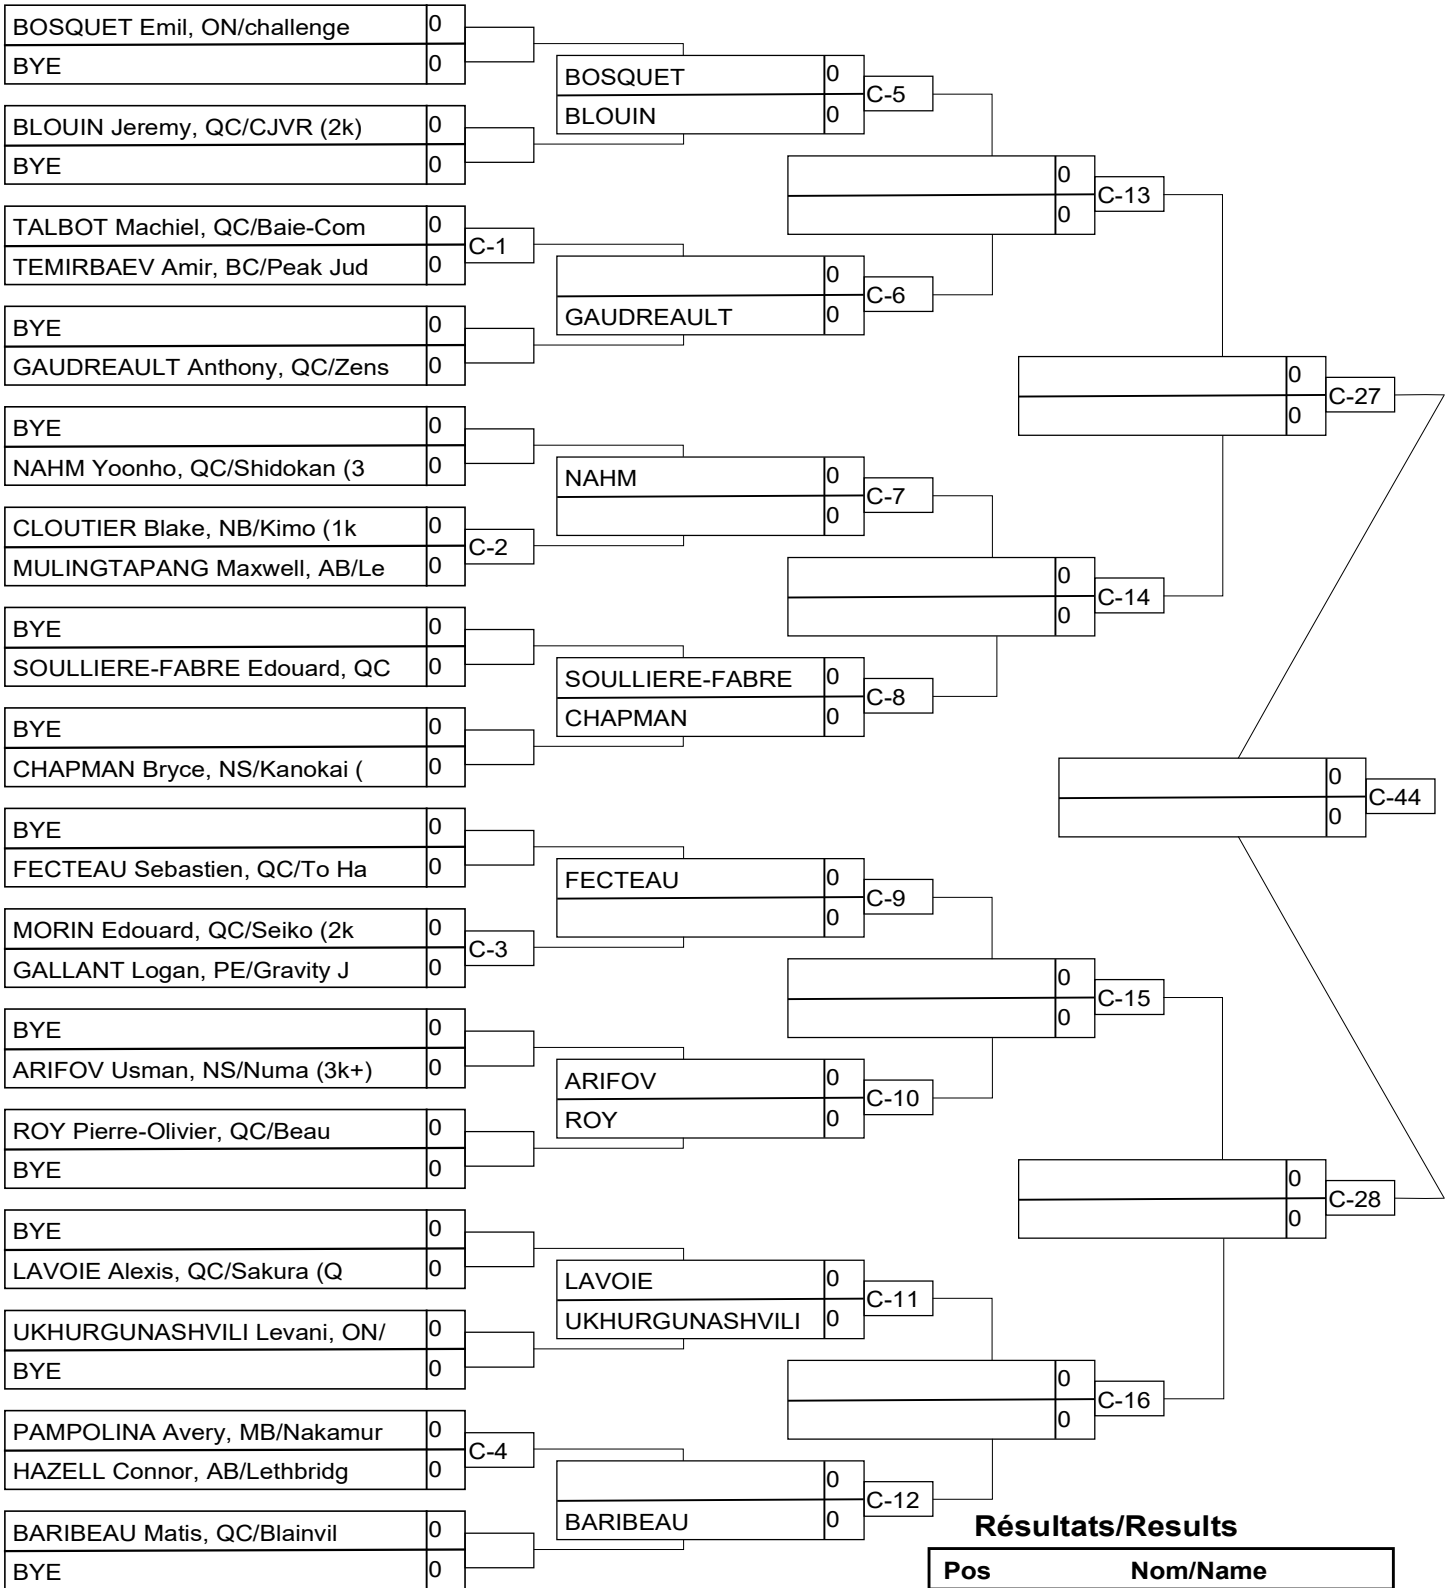 BOSQUET Emil, ON/challenge 0
BYE 0
BLOUIN Jeremy, QC/CJVR (2k) 0
BYE 0
TALBOT Machiel, QC/Baie-Com 0
TEMIRBAEV Amir, BC/Peak Jud 0
C-1
BYE 0
GAUDREAULT Anthony, QC/Zens 0
BYE 0
NAHM Yoonho, QC/Shidokan (3 0
CLOUTIER Blake, NB/Kimo (1k 0
MULINGTAPANG Maxwell, AB/Le 0
C-2
BYE 0
SOULLIERE-FABRE Edouard, QC 0
BYE 0
CHAPMAN Bryce, NS/Kanokai ( 0
BYE 0
FECTEAU Sebastien, QC/To Ha 0
MORIN Edouard, QC/Seiko (2k 0
GALLANT Logan, PE/Gravity J 0
C-3
BYE 0
ARIFOV Usman, NS/Numa (3k+) 0
ROY Pierre-Olivier, QC/Beau 0
BYE 0
BYE 0
LAVOIE Alexis, QC/Sakura (Q 0
UKHURGUNASHVILI Levani, ON/ 0
BYE 0
PAMPOLINA Avery, MB/Nakamur 0
HAZELL Connor, AB/Lethbridg 0
C-4
BARIBEAU Matis, QC/Blainvil 0
BYE 0
BOSQUET 0
BLOUIN 0
C-5
0
GAUDREAULT 0
C-6
NAHM 0
0
C-7
SOULLIERE-FABRE 0
CHAPMAN 0
C-8
FECTEAU 0
0
C-9
ARIFOV 0
ROY 0
C-10
LAVOIE 0
UKHURGUNASHVILI 0
C-11
0
BARIBEAU 0
C-12
0
0
C-13
0
0
C-14
0
0
C-15
0
0
C-16
0
0
C-27
0
0
C-28
0
0
C-44
Résultats/Results
Pos Nom/Name